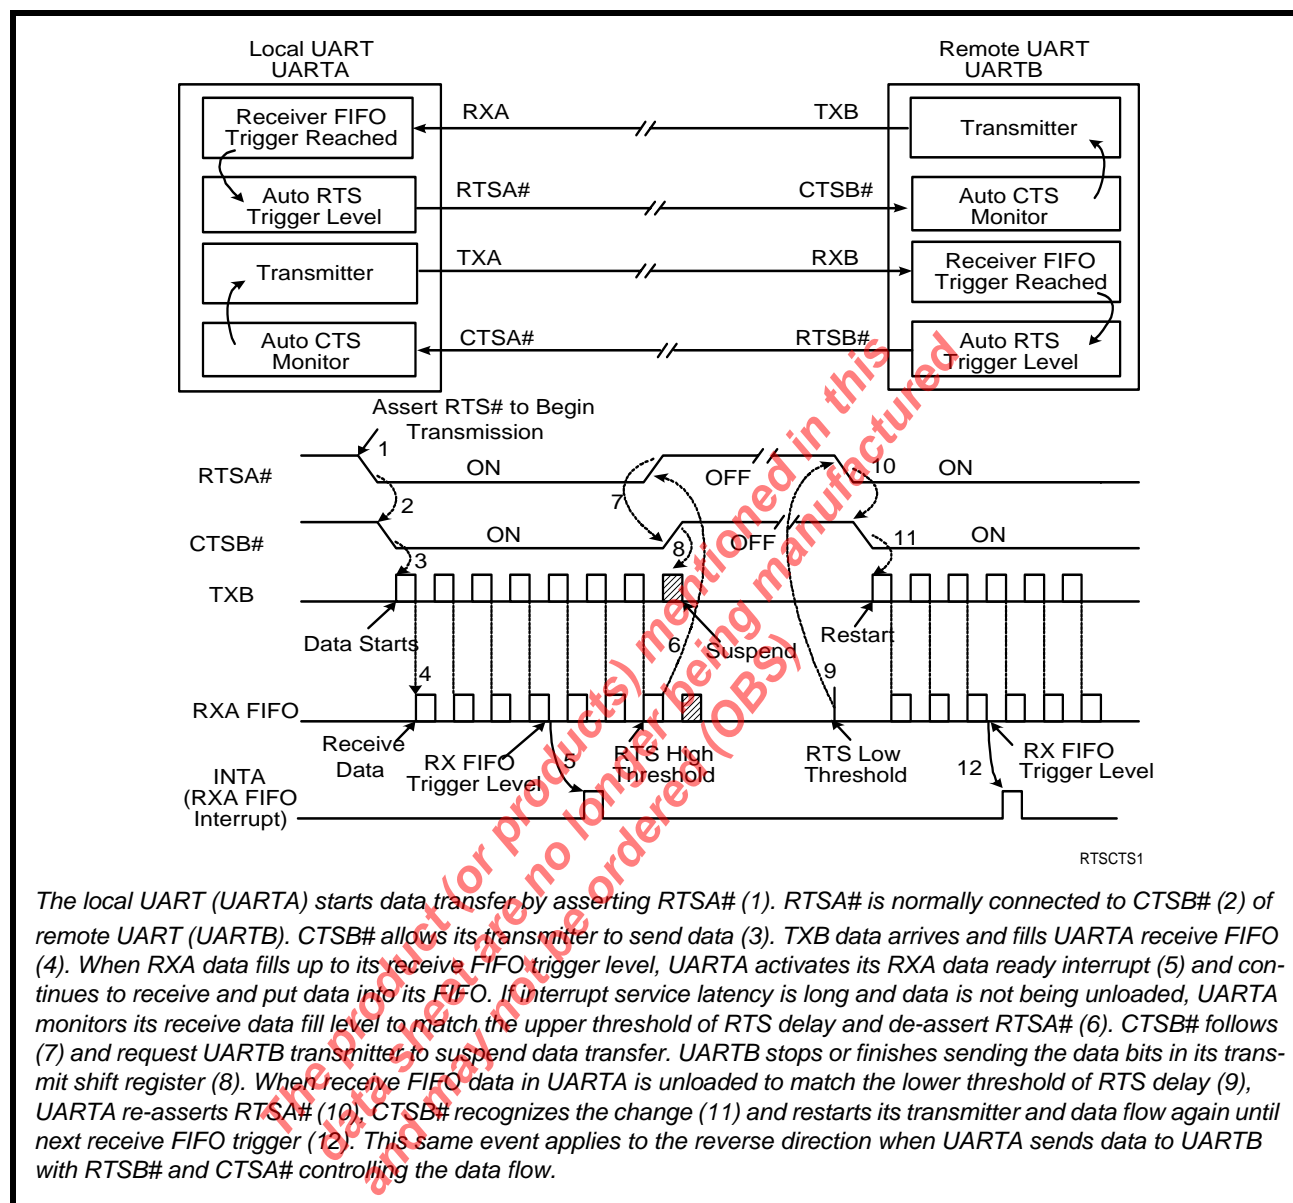 Local UART
UARTA
Remote UART
UARTB
Receiver FIFO
Trigger Reached
RXA
TXB
Transmitter
Auto RTS
Trigger Level
RTSA#
CTSB#
Auto CTS
Monitor
Transmitter
TXA
RXB
Receiver FIFO
Trigger Reached
Auto CTS
Monitor
CTSA#
RTSB#
Auto RTS
Trigger Level
Assert RTS# to Begin
Transmission
1
RTSA#
ON
OFF
10
ON
2
7
CTSB#
ON
8
OFF
11
ON
3
TXB
Data Starts
6
Suspend
Restart
4
9
RXA FIFO
Receive
Data
RX FIFO
Trigger Level
5
RTS High
Threshold
RTS Low
Threshold
12
RX FIFO
Trigger Level
INTA
(RXA FIFO
Interrupt)
RTSCTS1
The local UART (UARTA) starts data transfer by asserting RTSA# (1). RTSA# is normally connected to CTSB# (2) of
remote UART (UARTB). CTSB# allows its transmitter to send data (3). TXB data arrives and fills UARTA receive FIFO
(4). When RXA data fills up to its receive FIFO trigger level, UARTA activates its RXA data ready interrupt (5) and con-
tinues to receive and put data into its FIFO. If interrupt service latency is long and data is not being unloaded, UARTA
monitors its receive data fill level to match the upper threshold of RTS delay and de-assert RTSA# (6). CTSB# follows
(7) and request UARTB transmitter to suspend data transfer. UARTB stops or finishes sending the data bits in its trans-
mit shift register (8). When receive FIFO data in UARTA is unloaded to match the lower threshold of RTS delay (9),
UARTA re-asserts RTSA# (10), CTSB# recognizes the change (11) and restarts its transmitter and data flow again until
next receive FIFO trigger (12). This same event applies to the reverse direction when UARTA sends data to UARTB
with RTSB# and CTSA# controlling the data flow.
The product (or products) mentioned in this
data sheet are no longer being manufactured
and may not be ordered (OBS)